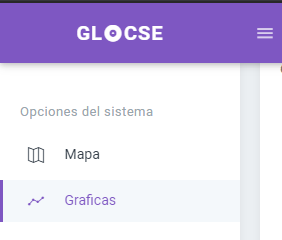 GLOCSE
Opciones del sistema
Mapa
Graficas